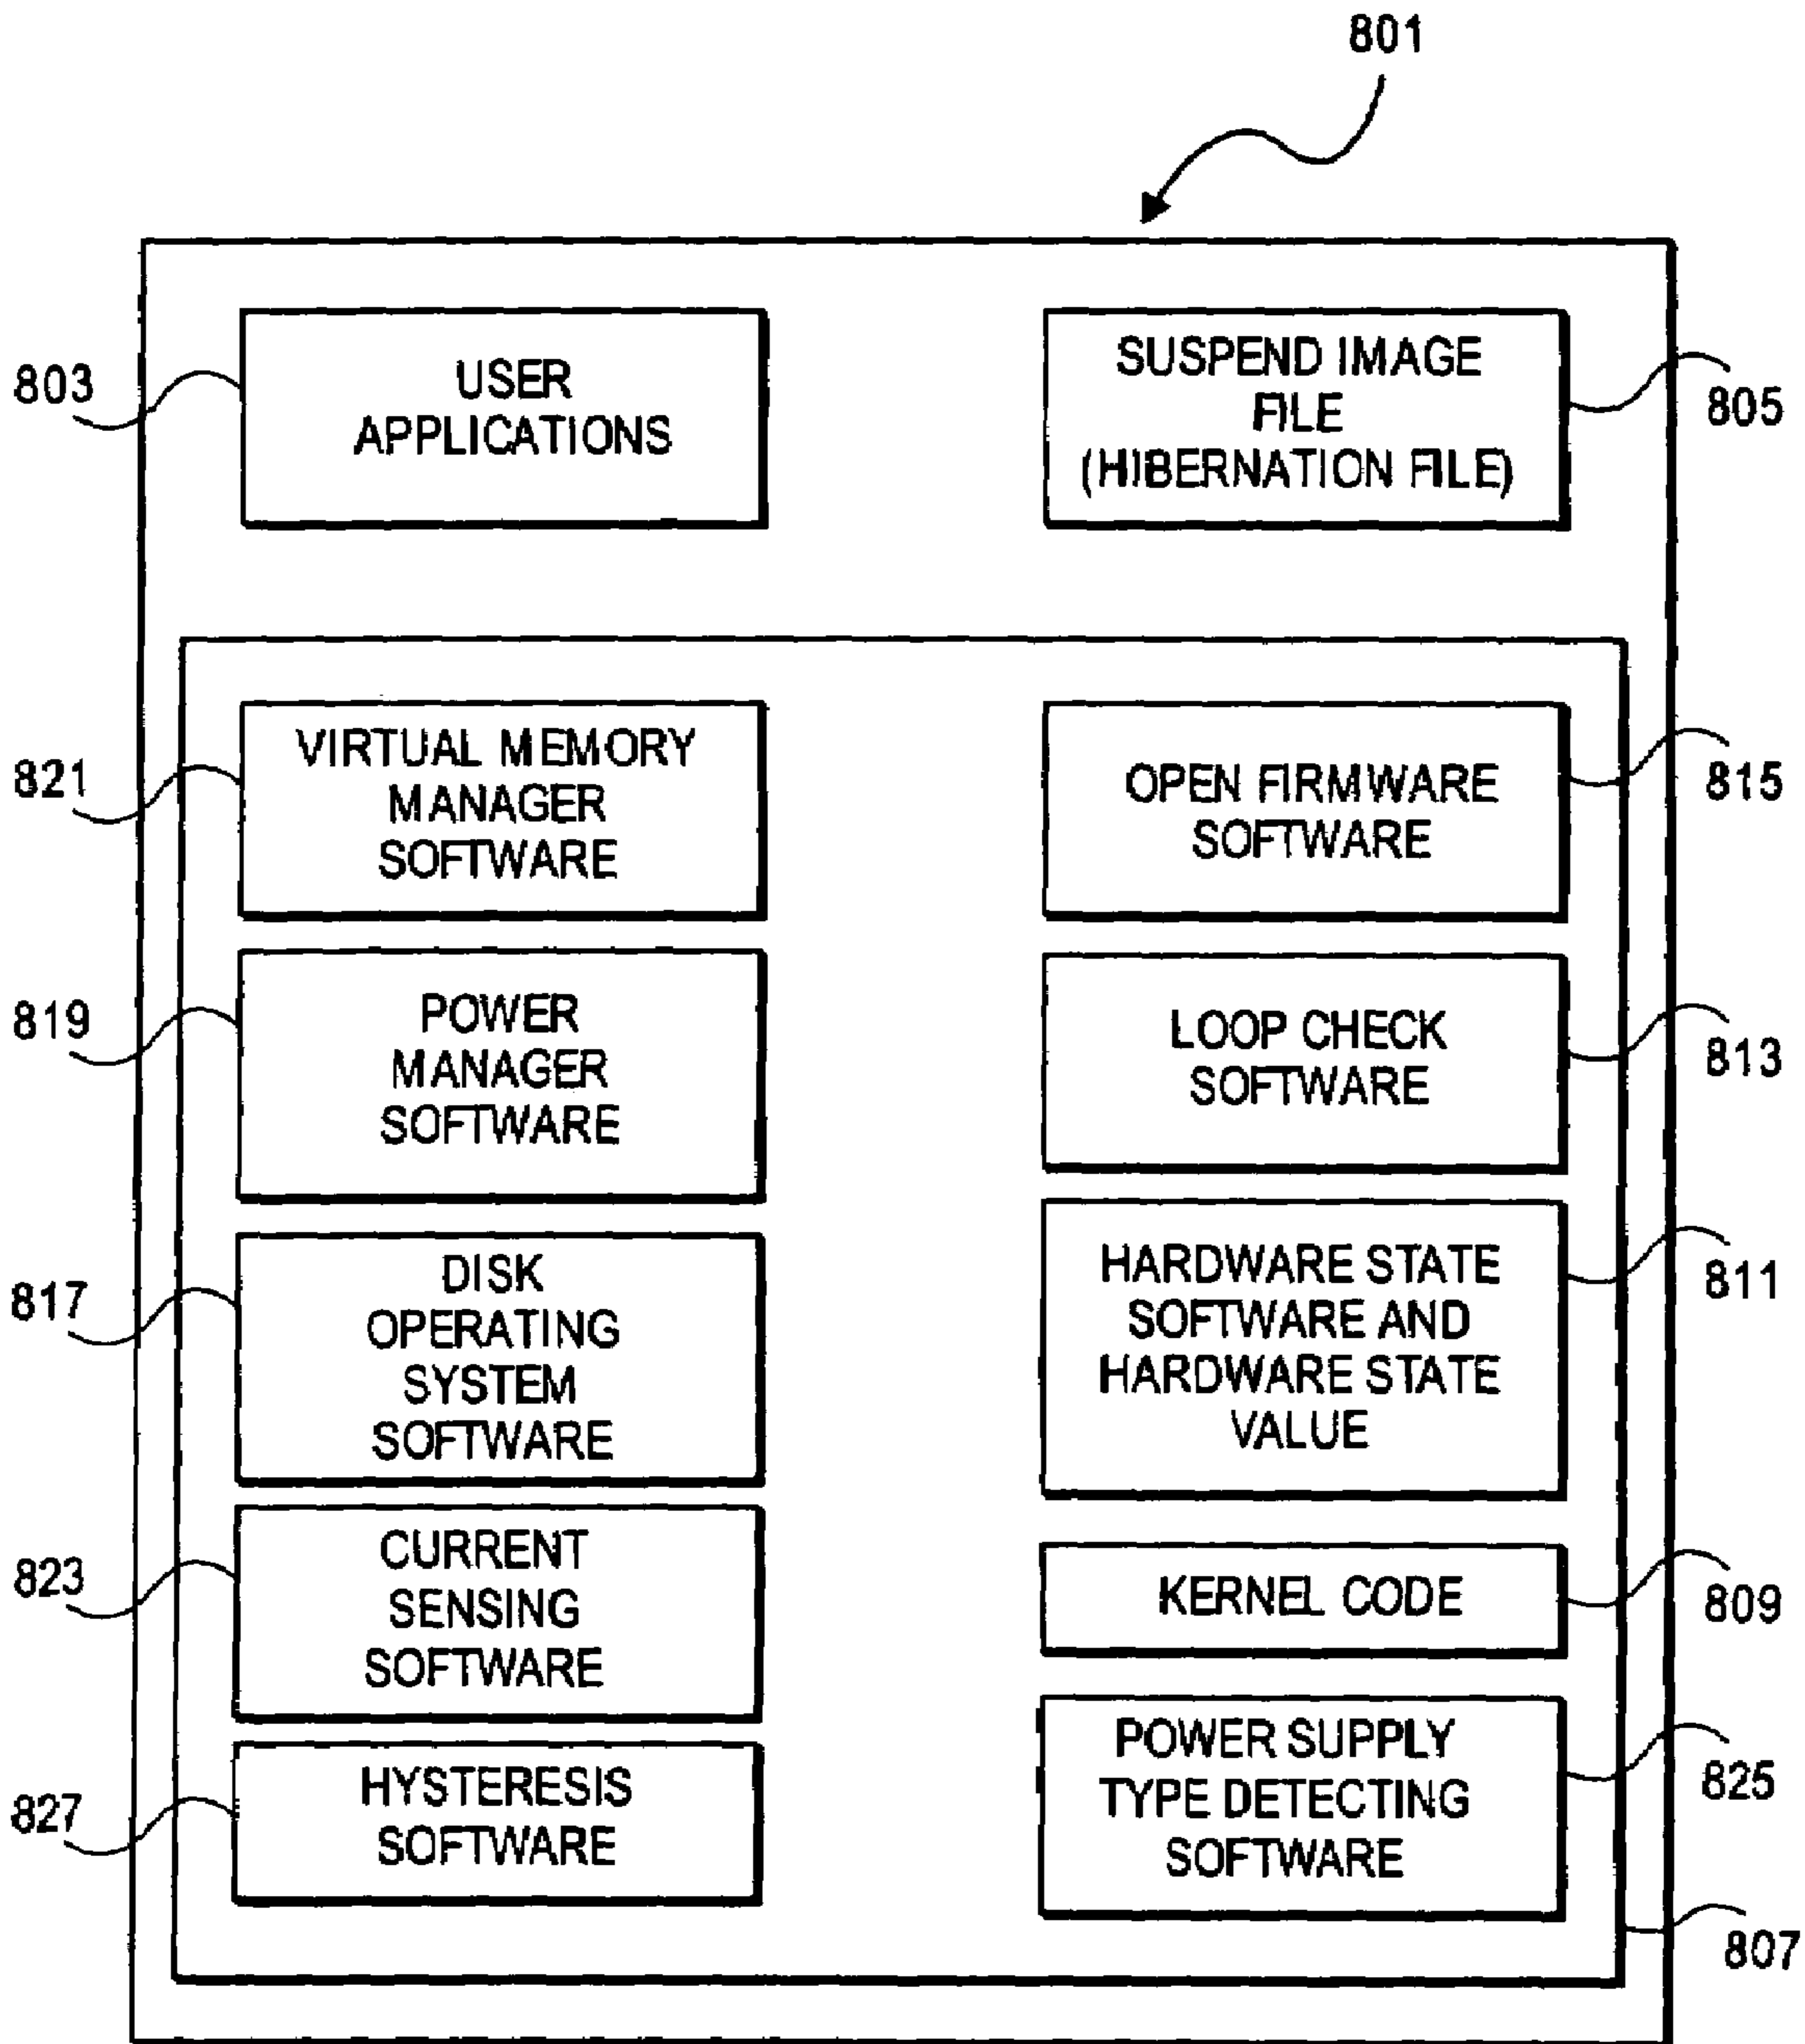 801
803
USER
APPLICATIONS
SUSPEND IMAGE
FILE
(HIBERNATION FILE)
805
821
VIRTUAL MEMORY
MANAGER
SOFTWARE
OPEN FIRMWARE
SOFTWARE
815
819
POWER
MANAGER
SOFTWARE
LOOP CHECK
SOFTWARE
813
817
DISK
OPERATING
SYSTEM
SOFTWARE
HARDWARE STATE
SOFTWARE AND
HARDWARE STATE
VALUE
811
823
CURRENT
SENSING
SOFTWARE
KERNEL CODE
809
827
HYSTERESIS
SOFTWARE
POWER SUPPLY
TYPE DETECTING
SOFTWARE
825
807